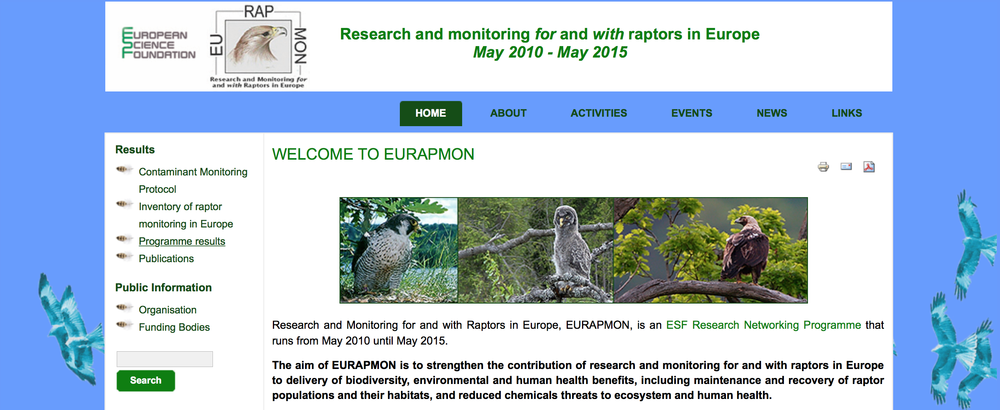 EUROPEAN
SCIENCE
FOUNDATION
EU
RAP
MON
Research and Monitoring for
and with Raptors in Europe
Research and monitoring for and with raptors in Europe
May 2010 - May 2015
HOME ABOUT ACTIVITIES EVENTS NEWS LINKS
Results
Contaminant Monitoring
Protocol
Inventory of raptor
monitoring in Europe
Programme results
Publications
Public Information
Organisation
Funding Bodies
Search
WELCOME TO EURAPMON
Research and Monitoring for and with Raptors in Europe, EURAPMON, is an ESF Research Networking Programme that
runs from May 2010 until May 2015.
The aim of EURAPMON is to strengthen the contribution of research and monitoring for and with raptors in Europe
to delivery of biodiversity, environmental and human health benefits, including maintenance and recovery of raptor
populations and their habitats, and reduced chemicals threats to ecosystem and human health.